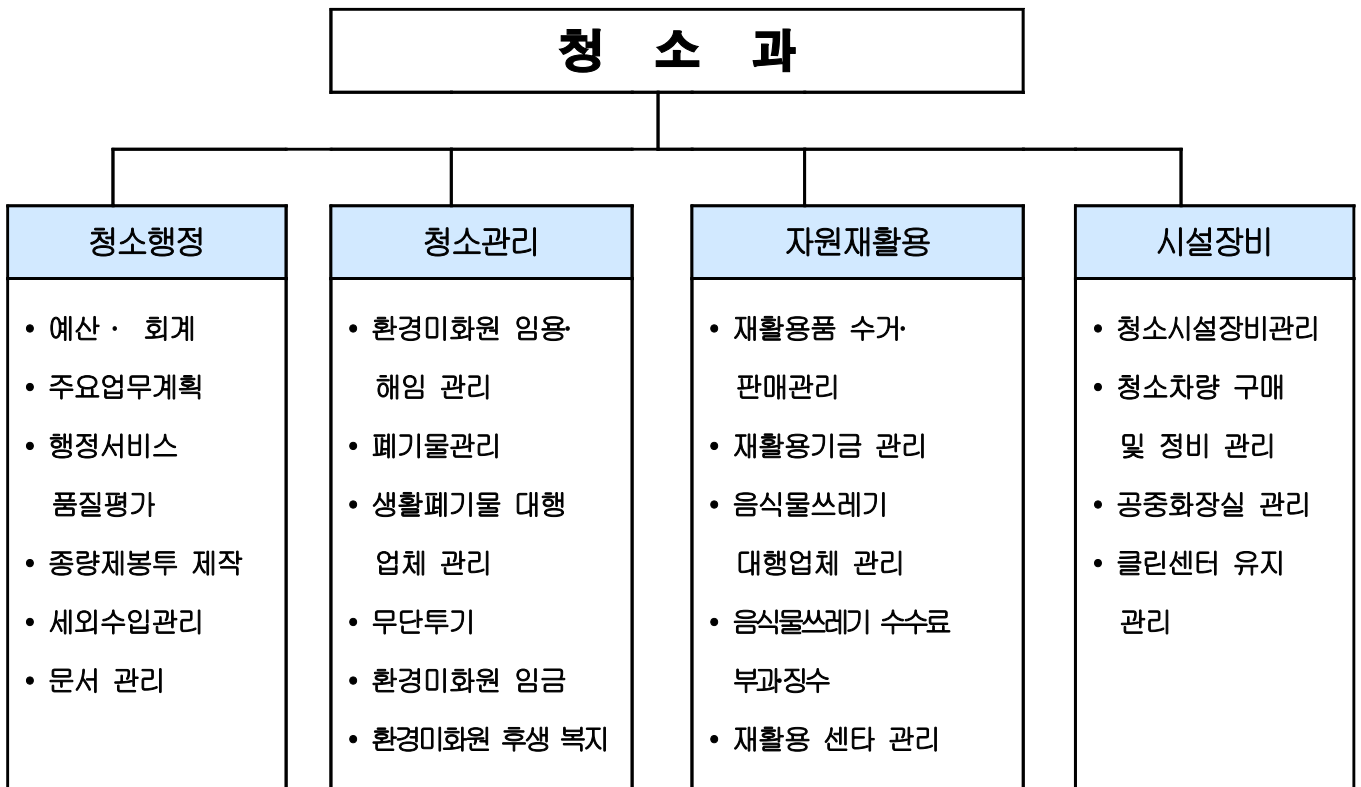 청 소 과
청소행정
• 예산 · 회계
• 주요업무계획
• 행정서비스
품질평가
• 종량제봉투 제작
• 세외수입관리
• 문서 관리
청소관리
• 환경미화원 임용·
해임 관리
• 폐기물관리
• 생활폐기물 대행
업체 관리
• 무단투기
• 환경미화원 임금
• 환경미화원 후생 복지
자원재활용
• 재활용품 수거·
판매관리
• 재활용기금 관리
• 음식물쓰레기
대행업체 관리
• 음식물쓰레기 수수료
부과·징수
• 재활용 센타 관리
시설장비
• 청소시설장비관리
• 청소차량 구매
및 정비 관리
• 공중화장실 관리
• 클린센터 유지
관리